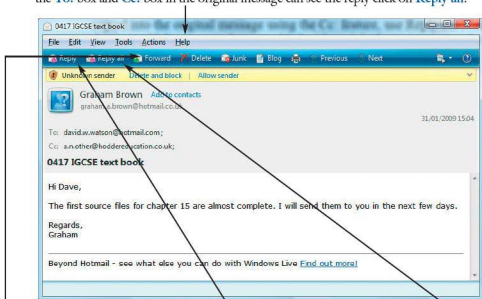 the To: box and Cc: box in the original message can see the reply click on Reply all.
0417 IGCSE text book
File Edit View Tools Actions Help
Reply Reply all Forward Delete Junk Blog Previous Next
Unknown sender Delete and block Allow sender
Graham Brown Add to contacts
graham.a.brown@hotmail.co.uk
31/01/2009 15:04
To: david.w.watson@hotmail.com;
Cc: a.n.other@hoddereducation.co.uk;
0417 IGCSE text book
Hi Dave,
The first source files for chapter 15 are almost complete. I will send them to you in the next few days.
Regards,
Graham
Beyond Hotmail - see what else you can do with Windows Live Find out more!